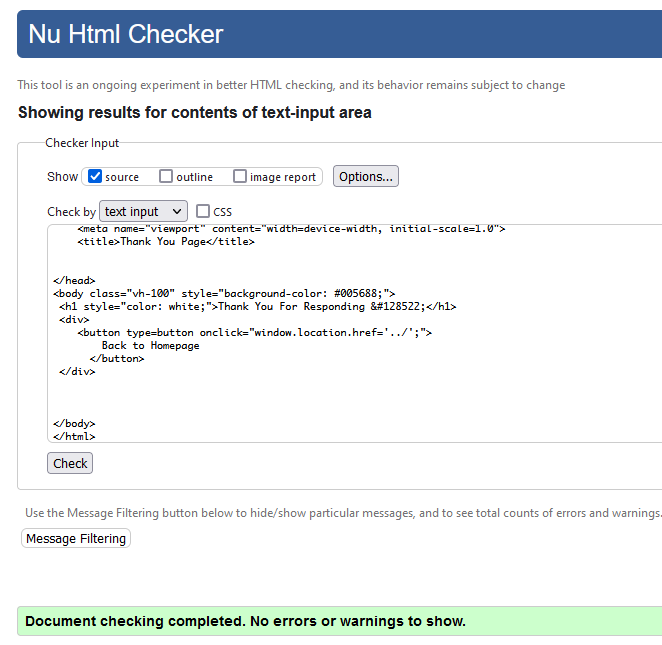 Nu Html Checker
This tool is an ongoing experiment in better HTML checking, and its behavior remains subject to change
Showing results for contents of text-input area
Checker Input
Show source outline image report Options...
Check by text input CSS
<meta name="viewport" content="width=device-width, initial-scale=1.0">
<title>Thank You Page</title>
</head>
<body class="vh-100" style="background-color: #005688;">
<h1 style="color: white;">Thank You For Responding &#128522;</h1>
<div>
<button type=button onclick="window.location.href='../';">
Back to Homepage
</button>
</div>
</body>
</html>
Check
Use the Message Filtering button below to hide/show particular messages, and to see total counts of errors and warnings.
Message Filtering
Document checking completed. No errors or warnings to show.